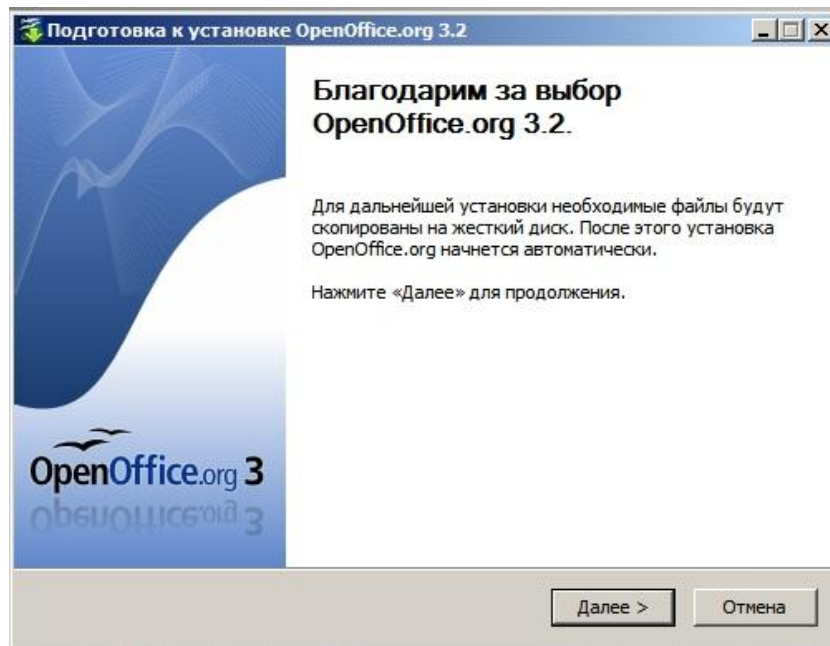 Подготовка к установке OpenOffice.org 3.2
Благодарим за выбор
OpenOffice.org 3.2.
Для дальнейшей установки необходимые файлы будут
скопированы на жесткий диск. После этого установка
OpenOffice.org начнется автоматически.
Нажмите «Далее» для продолжения.
OpenOffice.org 3
Далее >
Отмена